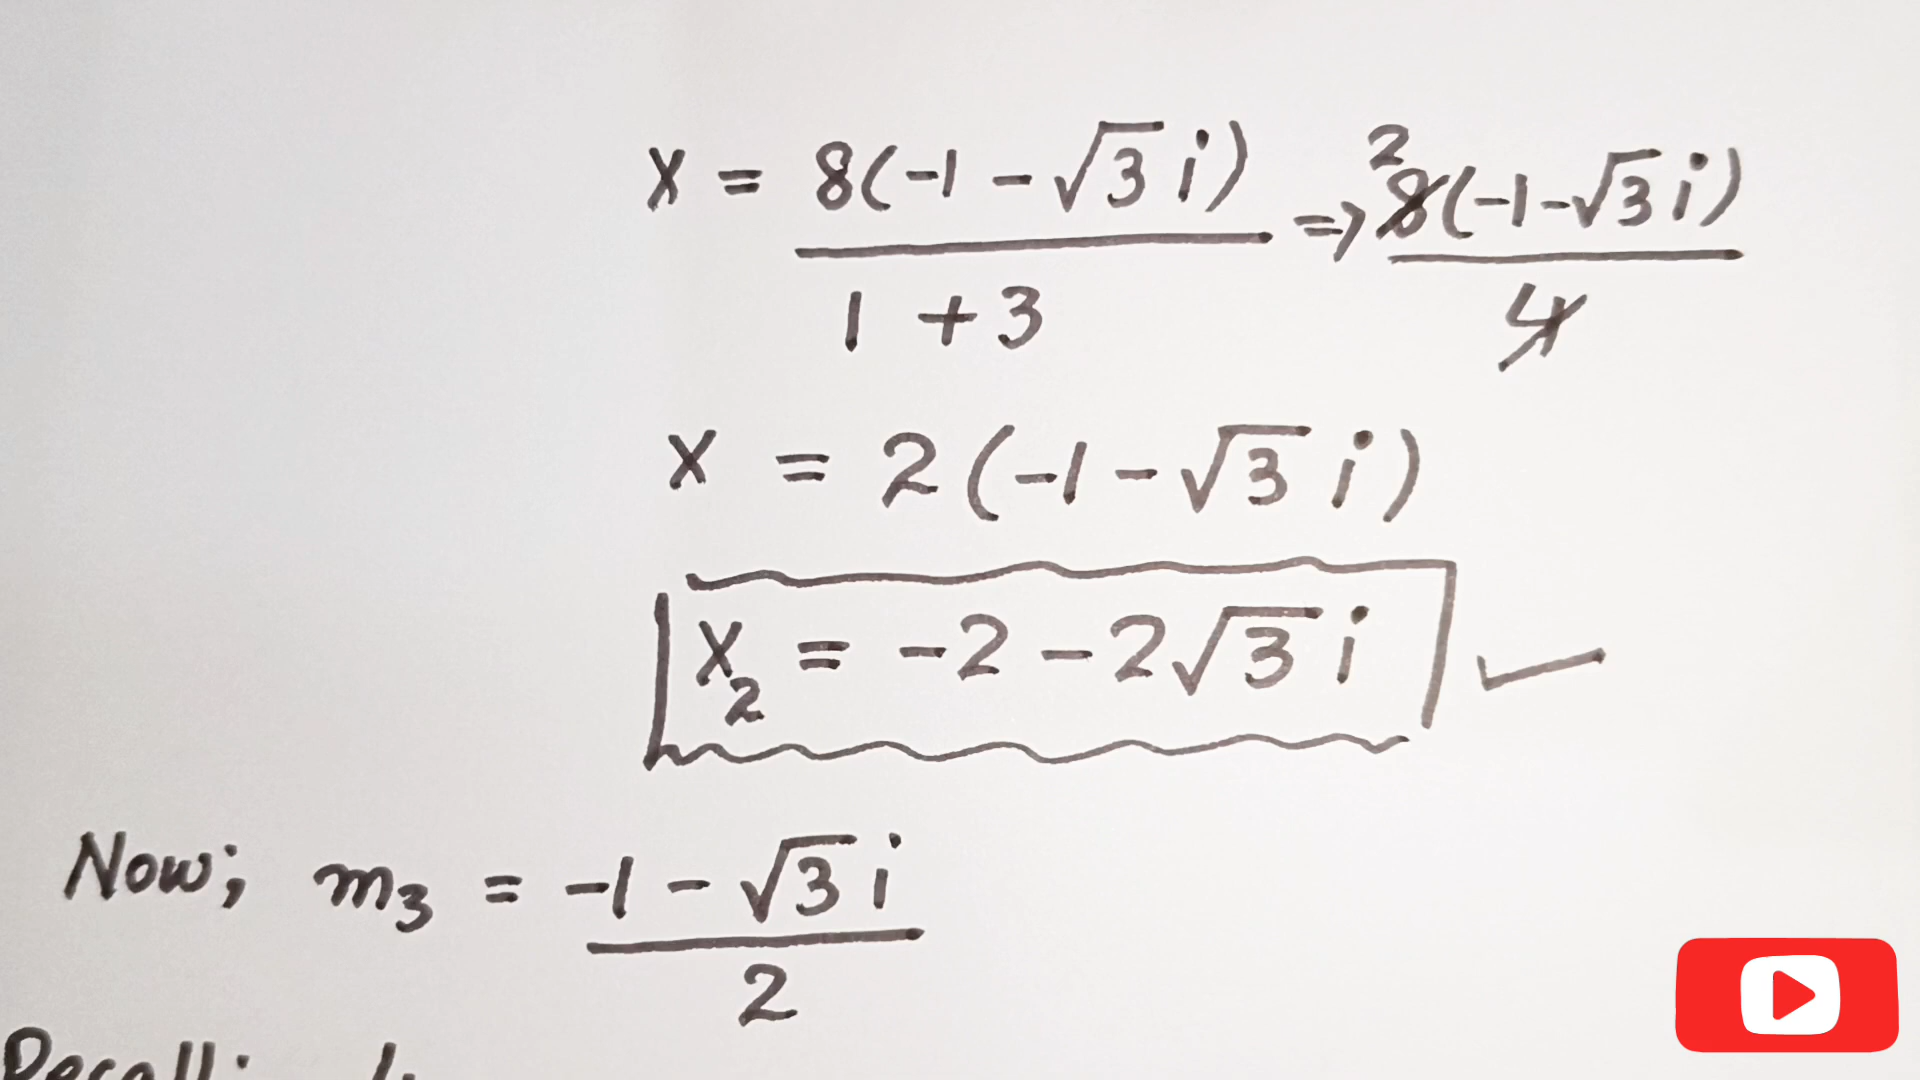 x = 8(-1 - √3 i) / 1 + 3 => 2 8(-1 - √3 i) / 4
x = 2 (-1 - √3 i)
x₂ = -2 - 2√3 i ✓
Now; m₃ = -1 - √3 i / 2
Recall: